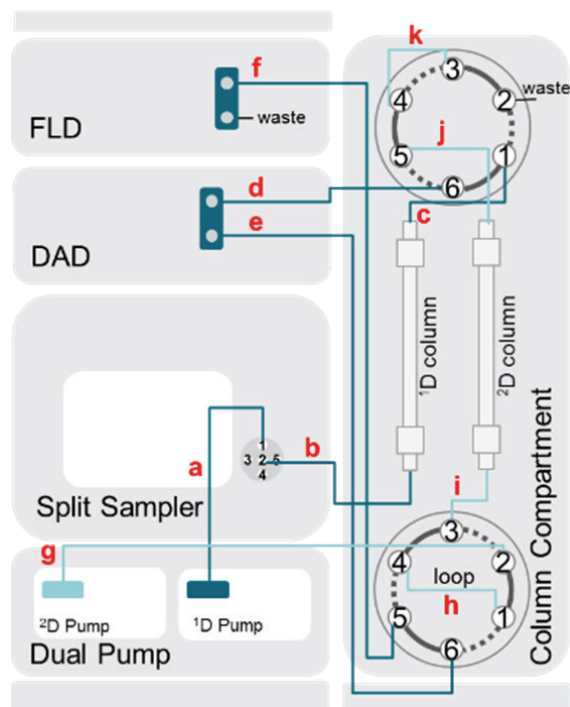 k
f
3
waste
4
2
waste
FLD
j
5
1
d
6
c
e
DAD
¹D column
²D column
Column Compartment
b
1
3 2 5
4
a
i
Split Sampler
3
g
4
loop
2
h
1
5
²D Pump
¹D Pump
6
Dual Pump